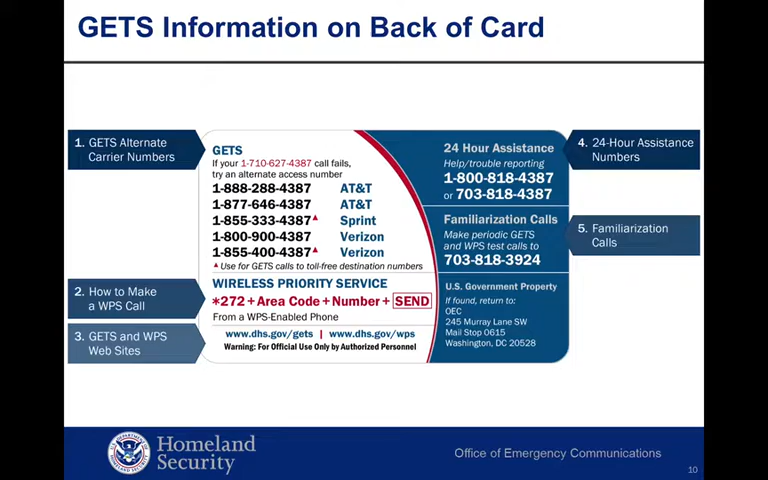 GETS Information on Back of Card
1. GETS Alternate
Carrier Numbers
2. How to Make
a WPS Call
3. GETS and WPS
Web Sites
GETS
If your 1-710-627-4387 call fails,
try an alternate access number
1-888-288-4387 AT&T
1-877-646-4387 AT&T
1-855-333-4387▲ Sprint
1-800-900-4387 Verizon
1-855-400-4387▲ Verizon
▲ Use for GETS calls to toll-free destination numbers
WIRELESS PRIORITY SERVICE
*272 + Area Code + Number + SEND
From a WPS-Enabled Phone
www.dhs.gov/gets | www.dhs.gov/wps
Warning: For Official Use Only by Authorized Personnel
24 Hour Assistance
Help/trouble reporting
1-800-818-4387
or 703-818-4387
Familiarization Calls
Make periodic GETS
and WPS test calls to
703-818-3924
U.S. Government Property
If found, return to:
OEC
245 Murray Lane SW
Mail Stop 0615
Washington, DC 20528
4. 24-Hour Assistance
Numbers
5. Familiarization
Calls
Homeland
Security
Office of Emergency Communications
10